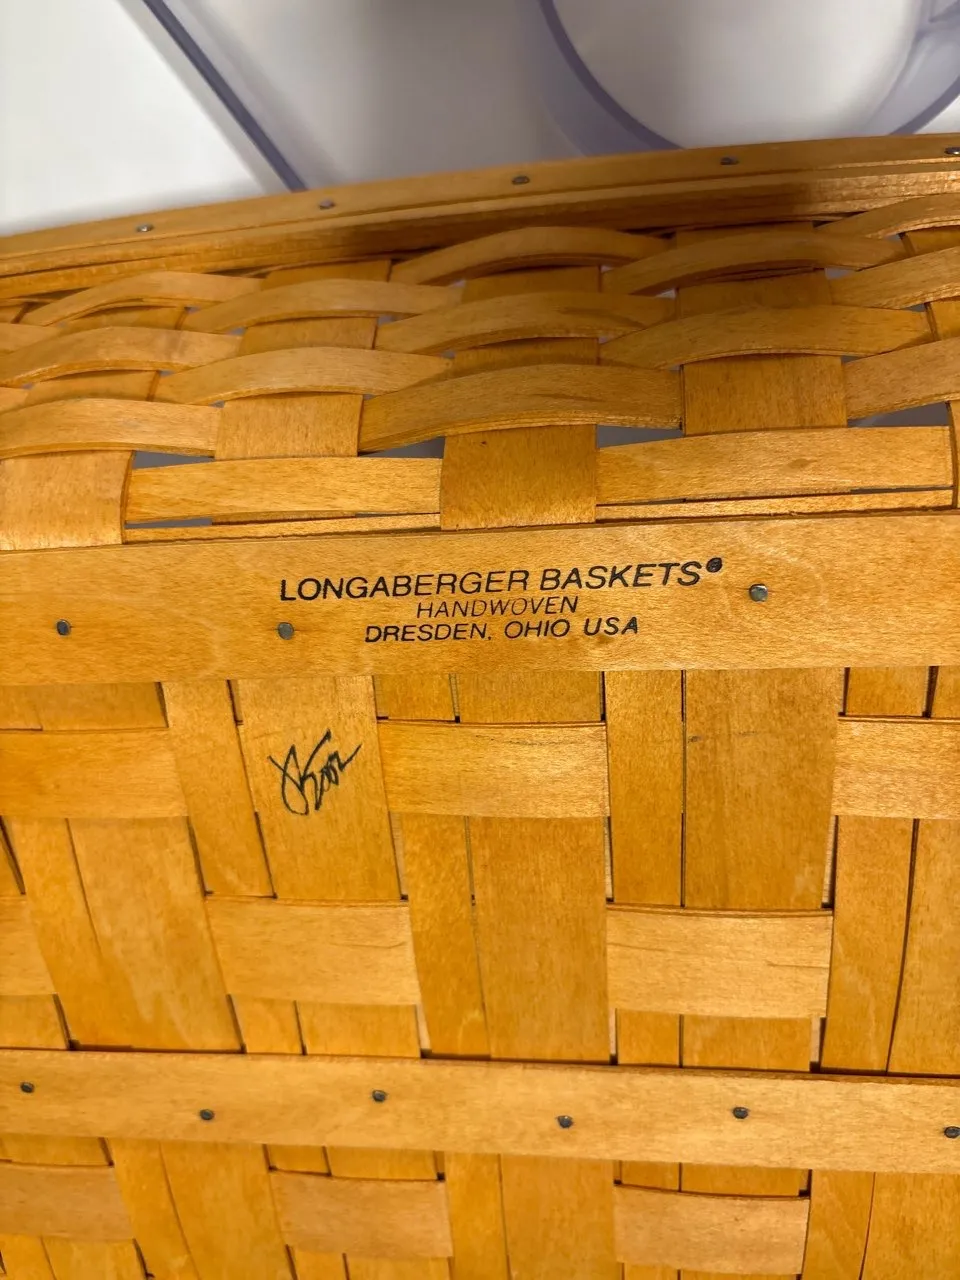 LONGABERGER BASKETS®
HANDWOVEN
DRESDEN, OHIO USA